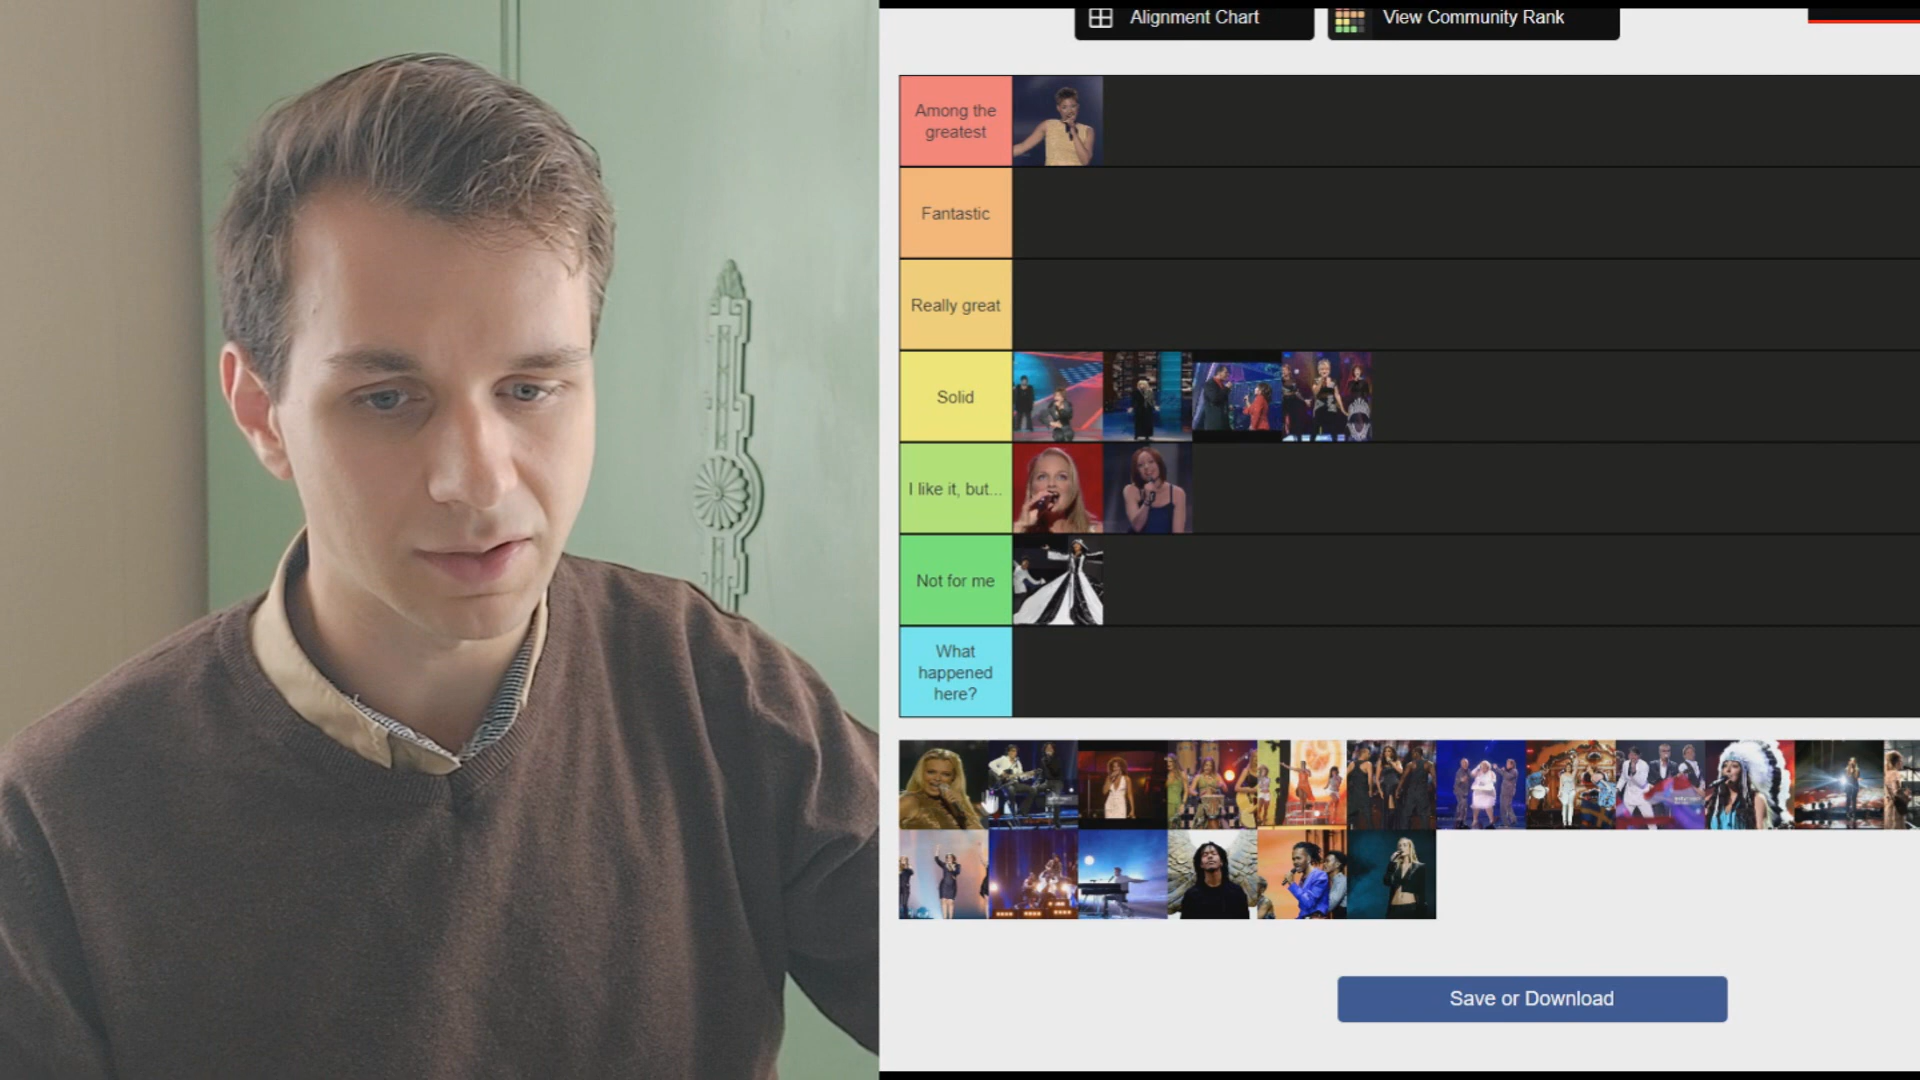 Alignment Chart
View Community Rank
Among the
greatest
Fantastic
Really great
Solid
I like it, but...
Not for me
What
happened
here?
Save or Download